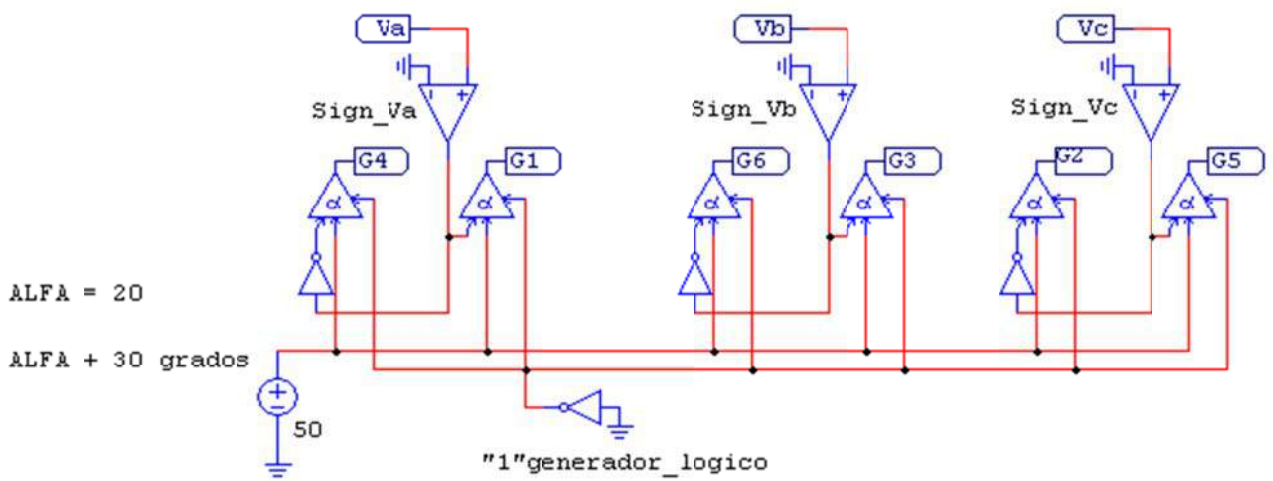 Va Vb Vc
Sign_Va Sign_Vb Sign_Vc
G4 G1 G6 G3 G2 G5
α α α α α α
ALFA = 20
ALFA + 30 grados
50
"1"generador_logico